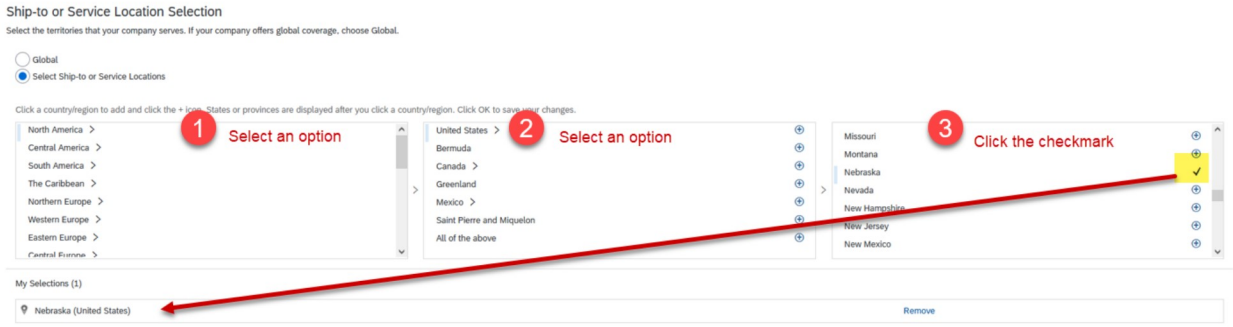 Ship-to or Service Location Selection
Select the territories that your company serves. If your company offers global coverage, choose Global.
Global
Select Ship-to or Service Locations
Click a country/region to add and click the + icon. States or provinces are displayed after you click a country/region. Click OK to save your changes.
1 Select an option
North America >
Central America >
South America >
The Caribbean >
Northern Europe >
Western Europe >
Eastern Europe >
Central Europe >
>
2 Select an option
United States >
Bermuda
Canada >
Greenland
Mexico >
Saint Pierre and Miquelon
All of the above
>
3 Click the checkmark
Missouri
Montana
Nebraska
Nevada
New Hampshire
New Jersey
New Mexico
My Selections (1)
Nebraska (United States) Remove